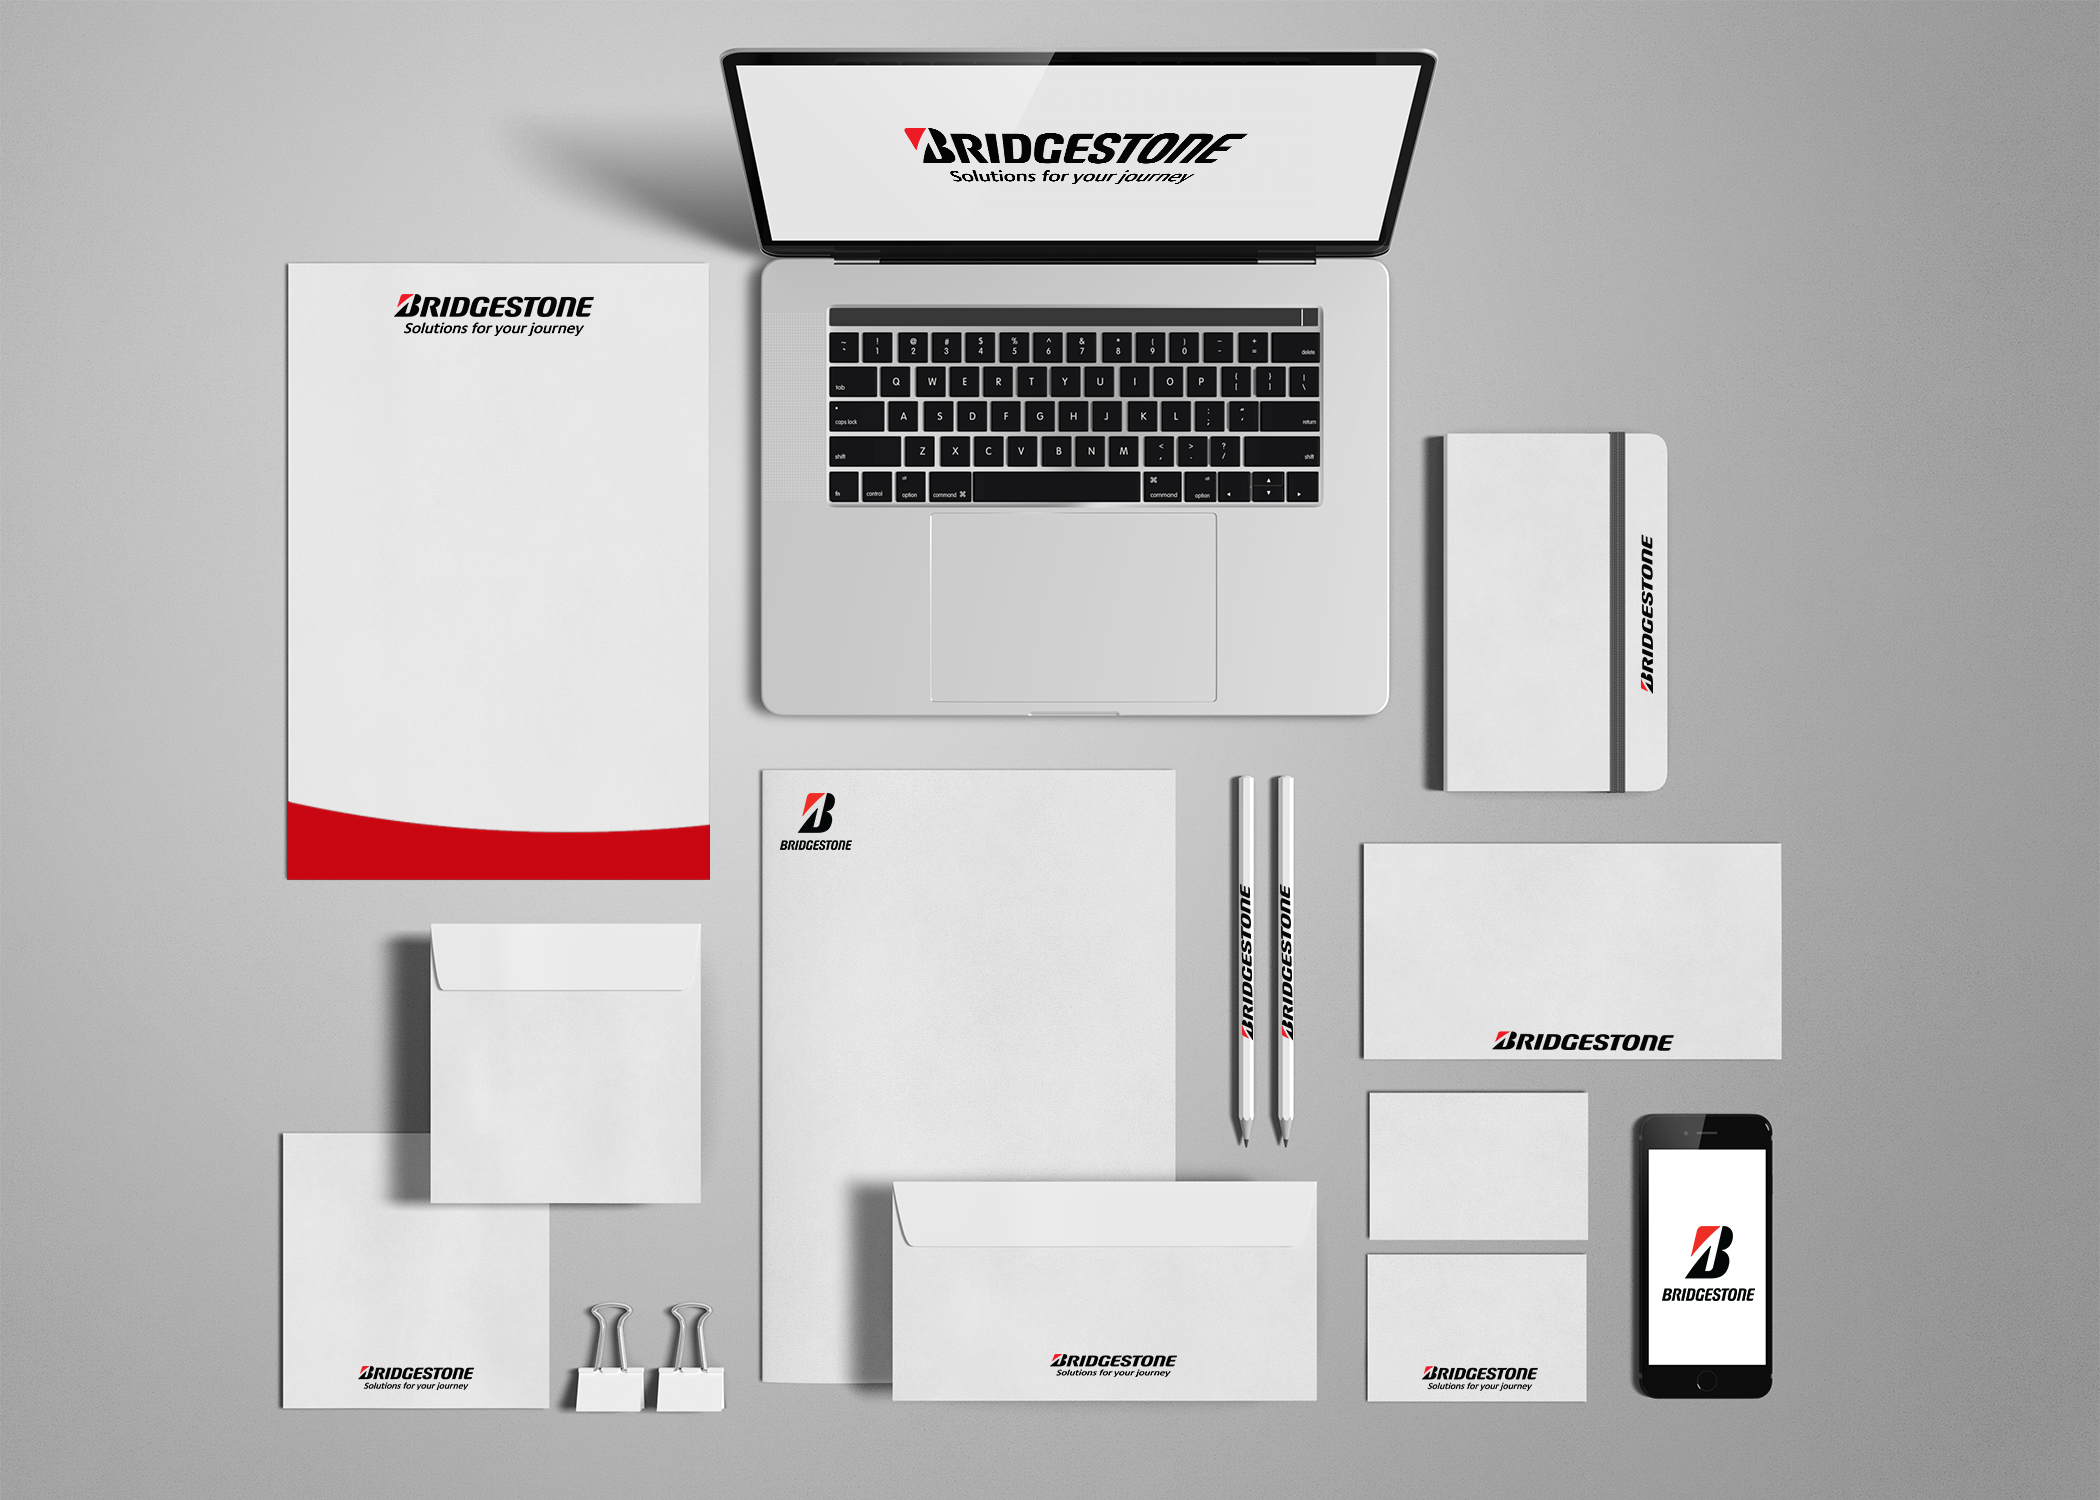 BRIDGESTONE
Solutions for your journey
BRIDGESTONE
Solutions for your journey
~ `
! 1
@ 2
# 3
$ 4
% 5
^ 6
& 7
* 8
( 9
) 0
– -
+ =
delete
tab
Q W E R T Y U I O P
{ [
} ]
| \
caps lock
A S D F G H J K L
: ;
" '
return
shift
Z X C V B N M
< ,
> .
? /
shift
fn
control
alt
option
command ⌘
⌘
command
alt
option
BRIDGESTONE
BRIDGESTONE
BRIDGESTONE
BRIDGESTONE
B
BRIDGESTONE
BRIDGESTONE
Solutions for your journey
BRIDGESTONE
Solutions for your journey
BRIDGESTONE
Solutions for your journey
B
BRIDGESTONE